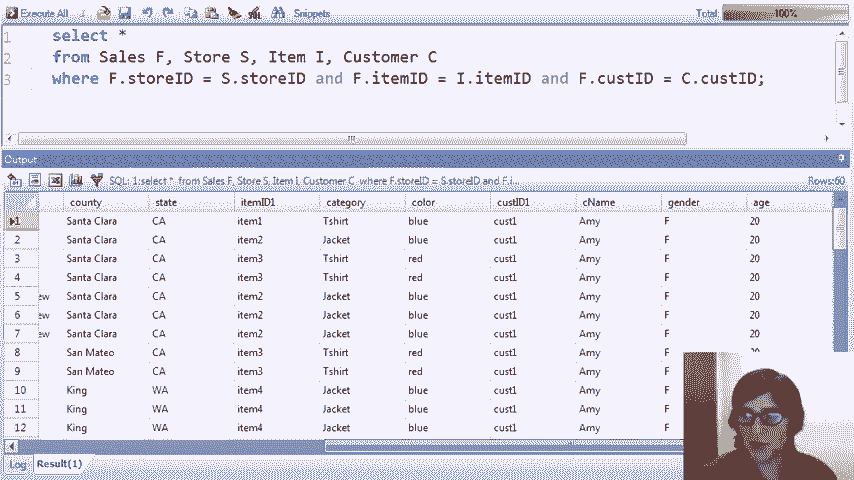 Execute All Snippets Total: 100%
1 select *
2 from Sales F, Store S, Item I, Customer C
3 where F.storeID = S.storeID and F.itemID = I.itemID and F.custID = C.custID;
Output
SQL: 1:select * from Sales F, Store S, Item I, Customer C where F.storeID = S.storeID and F.i... Rows:60
county state itemID1 category color custID1 cName gender age
1 Santa Clara CA item1 Tshirt blue cust1 Amy F 20
2 Santa Clara CA item2 Jacket blue cust1 Amy F 20
3 Santa Clara CA item3 Tshirt red cust1 Amy F 20
4 Santa Clara CA item3 Tshirt red cust1 Amy F 20
5 ew Santa Clara CA item2 Jacket blue cust1 Amy F 20
6 ew Santa Clara CA item2 Jacket blue cust1 Amy F 20
7 ew Santa Clara CA item2 Jacket blue cust1 Amy F 20
8 San Mateo CA item3 Tshirt red cust1 Amy F
9 San Mateo CA item3 Tshirt red cust1 Amy F
10 King WA item4 Jacket blue cust1 Amy F
11 King WA item4 Jacket blue cust1 Amy F
12 King WA item4 Jacket blue cust1 Amy F
Log Result(1)